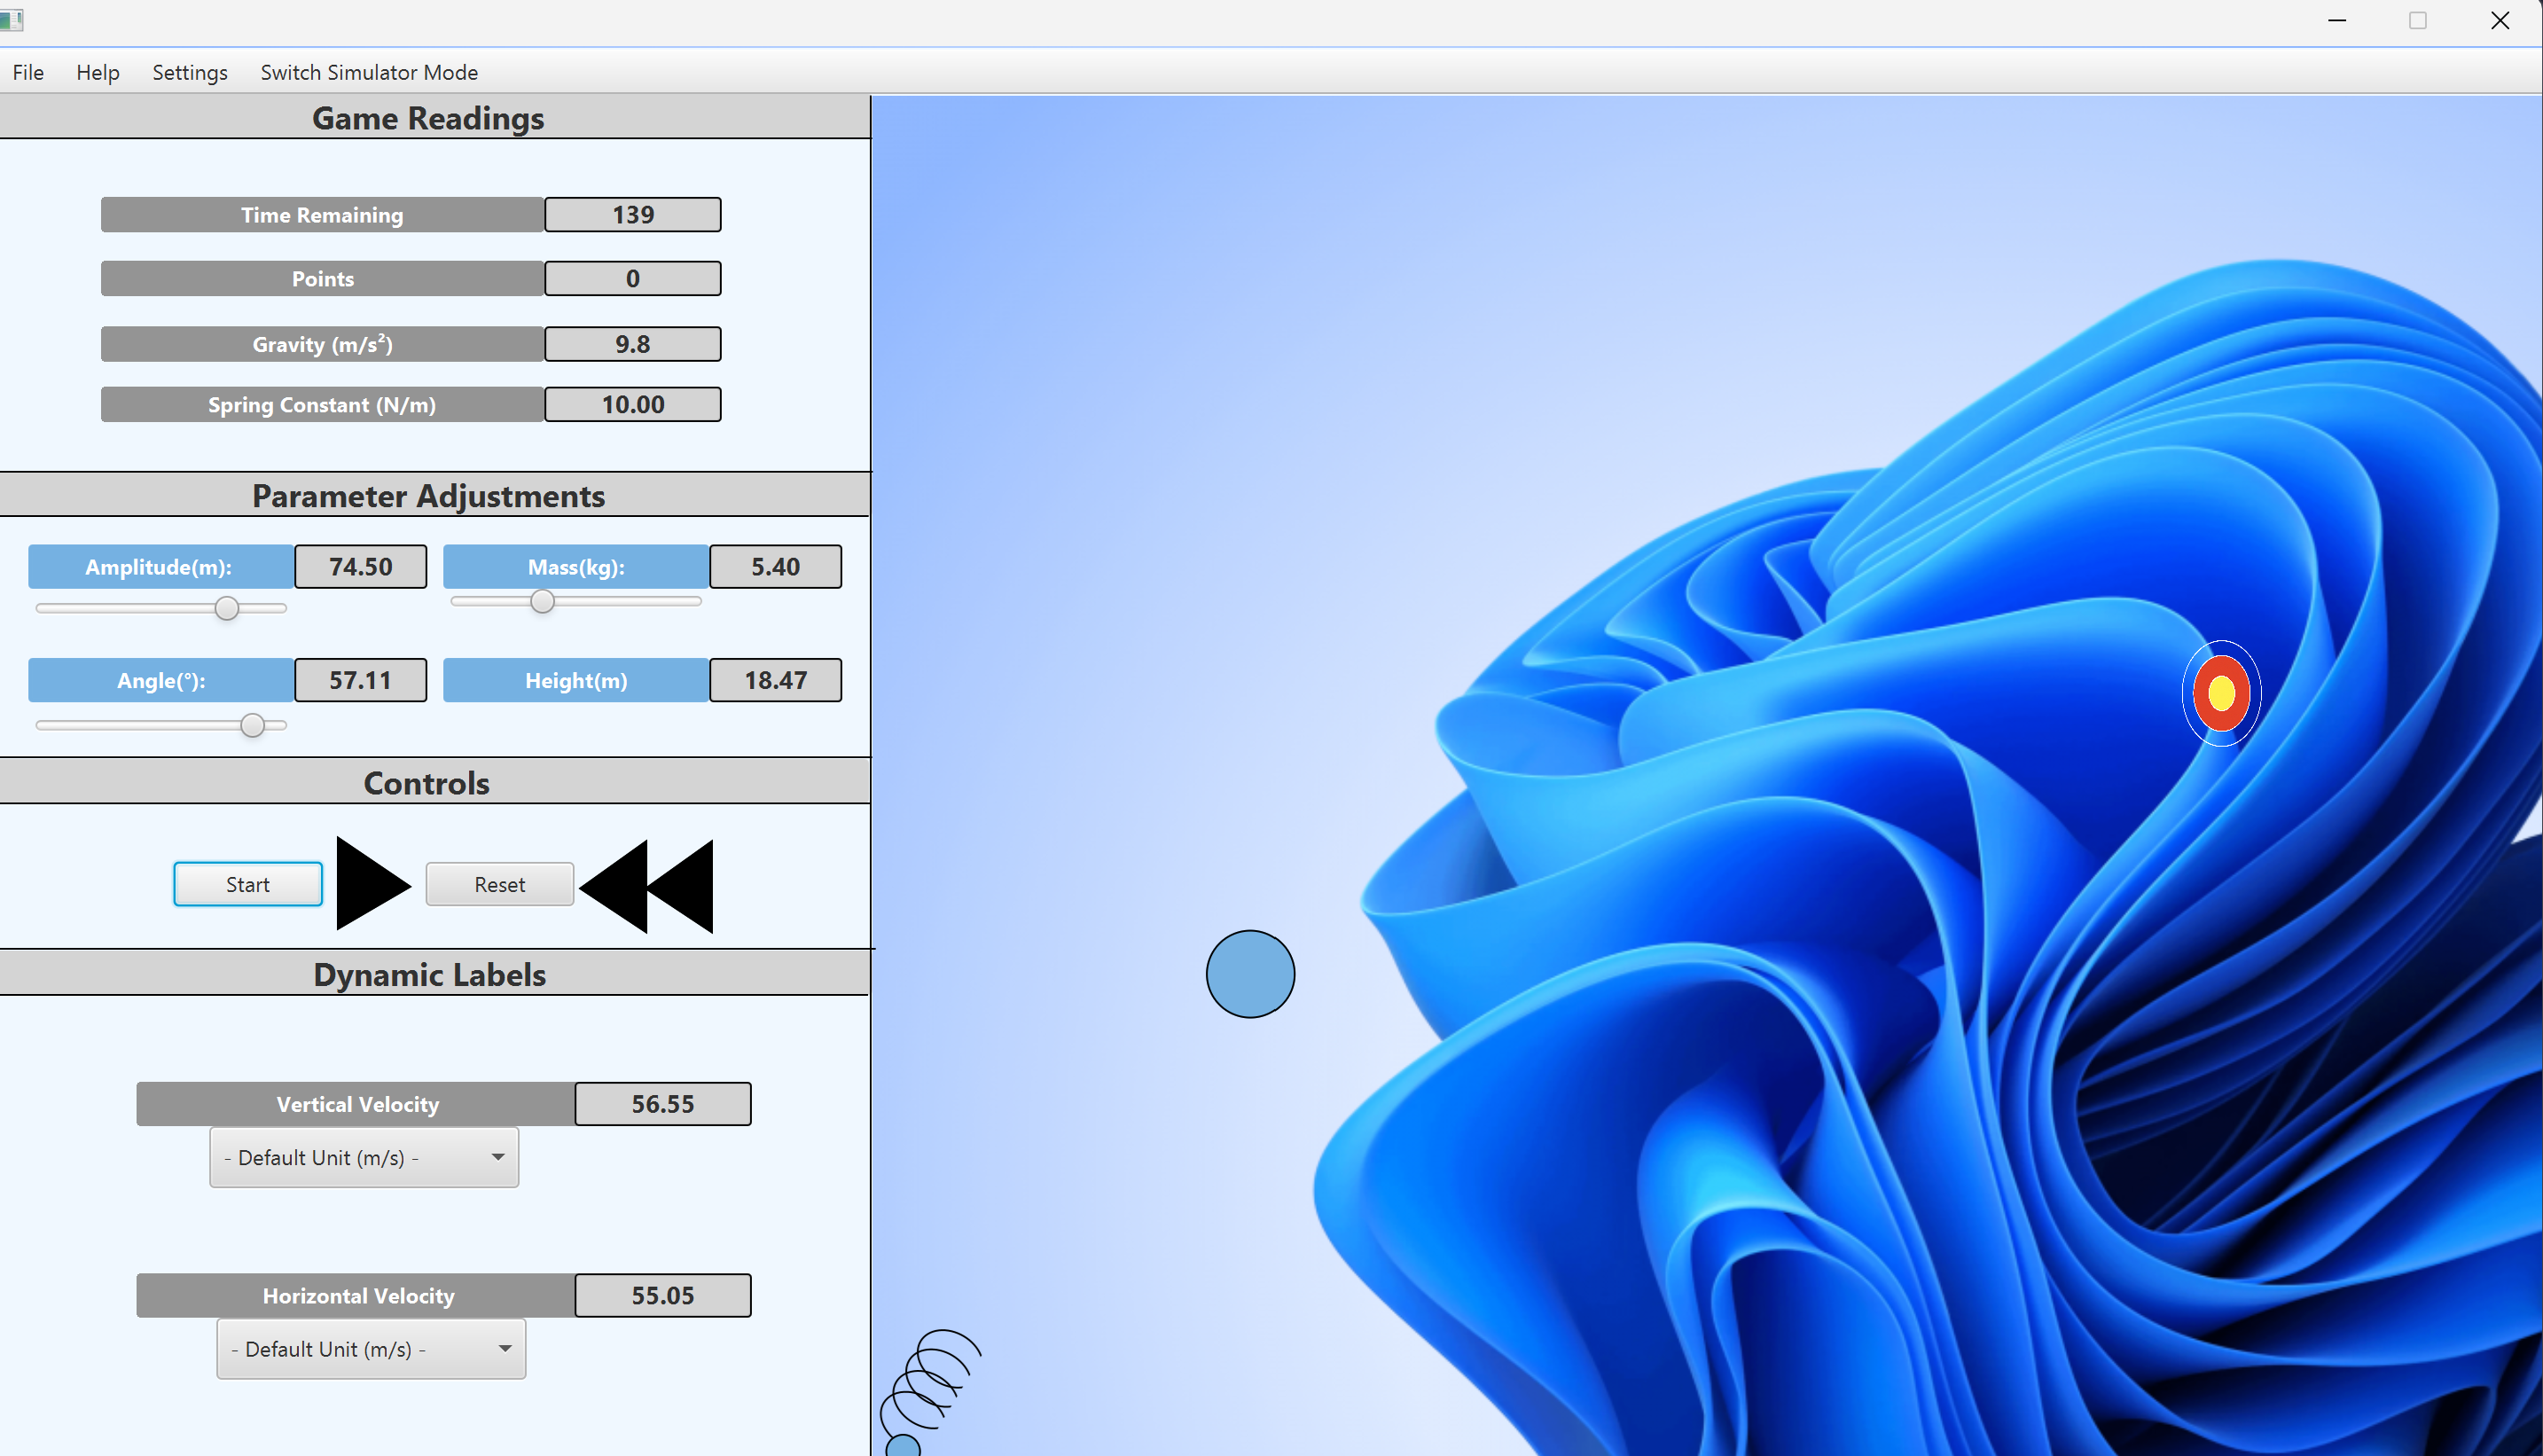 File Help Settings Switch Simulator Mode
Game Readings
Time Remaining 139
Points 0
Gravity (m/s²) 9.8
Spring Constant (N/m) 10.00
Parameter Adjustments
Amplitude(m): 74.50 Mass(kg): 5.40
Angle(°): 57.11 Height(m) 18.47
Controls
Start Reset
Dynamic Labels
Vertical Velocity 56.55
- Default Unit (m/s) -
Horizontal Velocity 55.05
- Default Unit (m/s) -